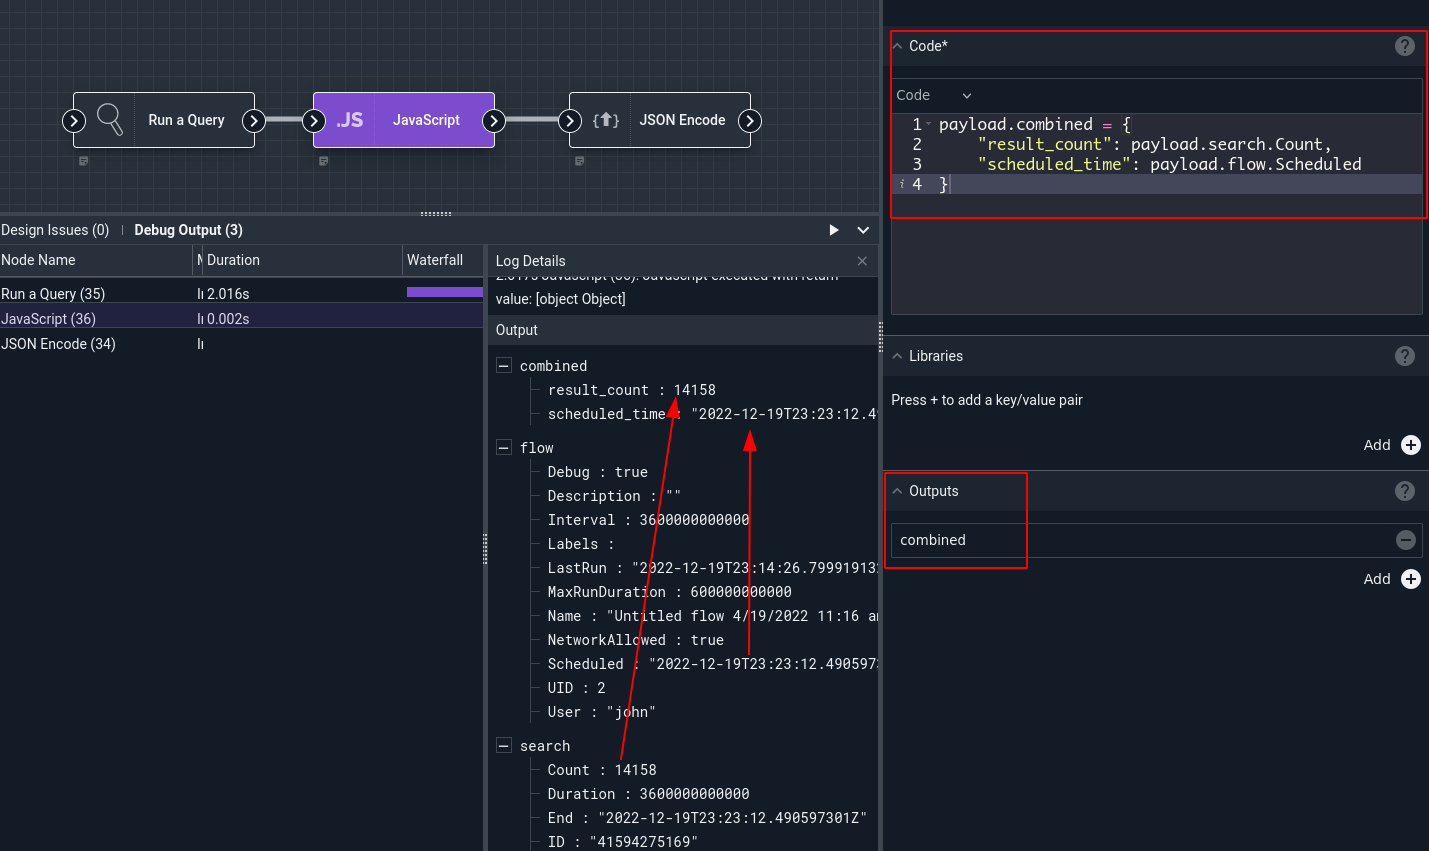 Run a Query
.JS
JavaScript
JSON Encode
Design Issues (0)
Debug Output (3)
Node Name
Duration
Waterfall
Run a Query (35)
2.016s
JavaScript (36)
0.002s
JSON Encode (34)
Log Details
value: [object Object]
Output
combined
result_count : 14158
scheduled_time : "2022-12-19T23:23:12.4
flow
Debug : true
Description : ""
Interval : 3600000000000
Labels :
LastRun : "2022-12-19T23:14:26.79991913
MaxRunDuration : 600000000000
Name : "Untitled flow 4/19/2022 11:16 a
NetworkAllowed : true
Scheduled : "2022-12-19T23:23:12.490597
UID : 2
User : "john"
search
Count : 14158
Duration : 3600000000000
End : "2022-12-19T23:23:12.490597301Z"
ID : "41594275169"
Code*
?
Code
1 payload.combined = {
2 "result_count": payload.search.Count,
3 "scheduled_time": payload.flow.Scheduled
i 4 }
Libraries
?
Press + to add a key/value pair
Add
Outputs
?
combined
Add